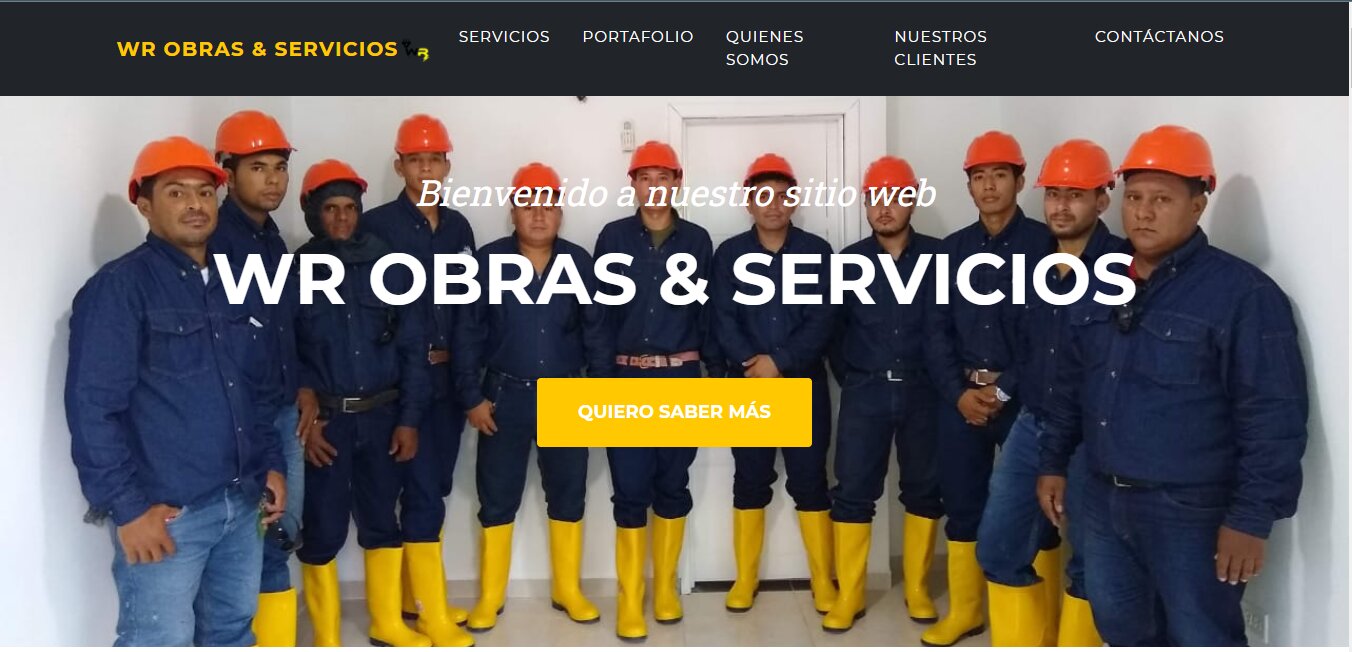 WR OBRAS & SERVICIOS WR
SERVICIOS
PORTAFOLIO
QUIENES
SOMOS
NUESTROS
CLIENTES
CONTÁCTANOS
Bienvenido a nuestro sitio web
WR OBRAS & SERVICIOS
QUIERO SABER MÁS